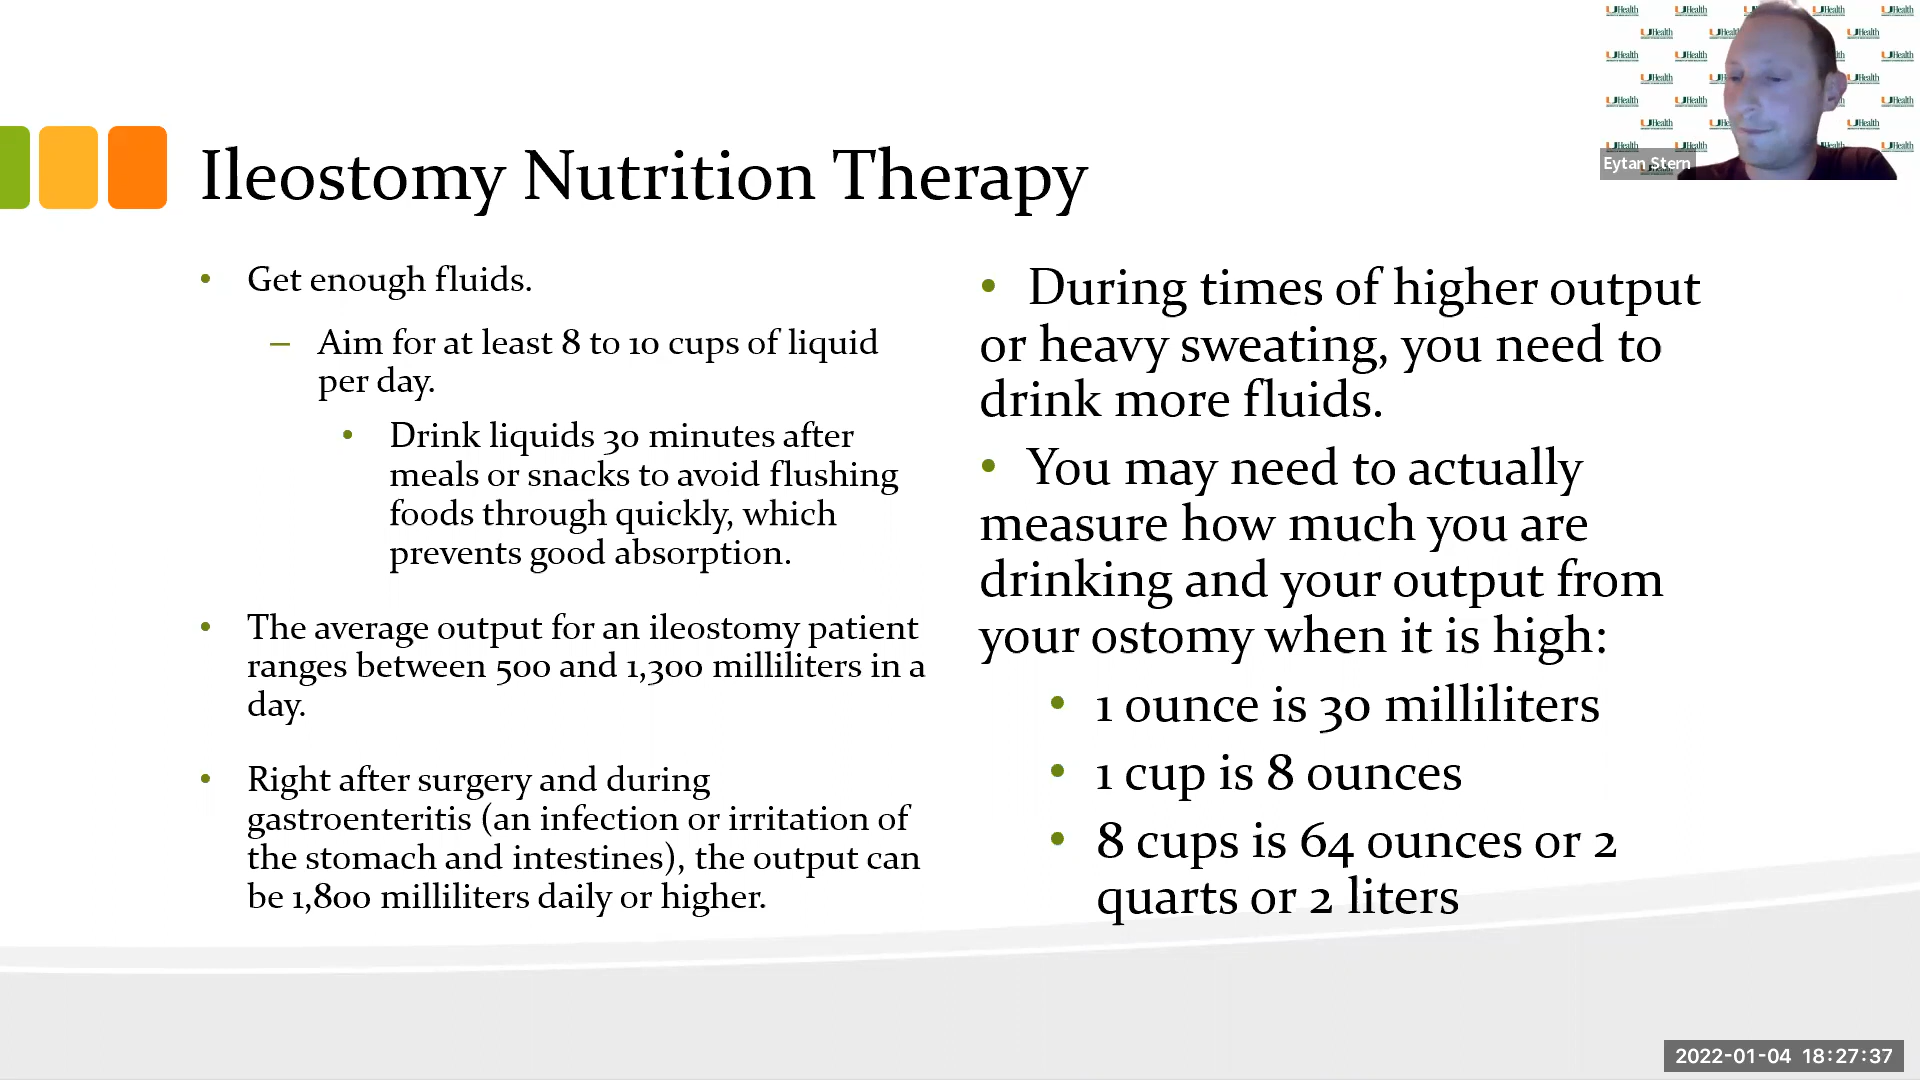 Ileostomy Nutrition Therapy
• Get enough fluids.
– Aim for at least 8 to 10 cups of liquid
per day.
• Drink liquids 30 minutes after
meals or snacks to avoid flushing
foods through quickly, which
prevents good absorption.
• The average output for an ileostomy patient
ranges between 500 and 1,300 milliliters in a
day.
• Right after surgery and during
gastroenteritis (an infection or irritation of
the stomach and intestines), the output can
be 1,800 milliliters daily or higher.
• During times of higher output
or heavy sweating, you need to
drink more fluids.
• You may need to actually
measure how much you are
drinking and your output from
your ostomy when it is high:
• 1 ounce is 30 milliliters
• 1 cup is 8 ounces
• 8 cups is 64 ounces or 2
quarts or 2 liters
UHealth
Eytan Stern
2022-01-04 18:27:37